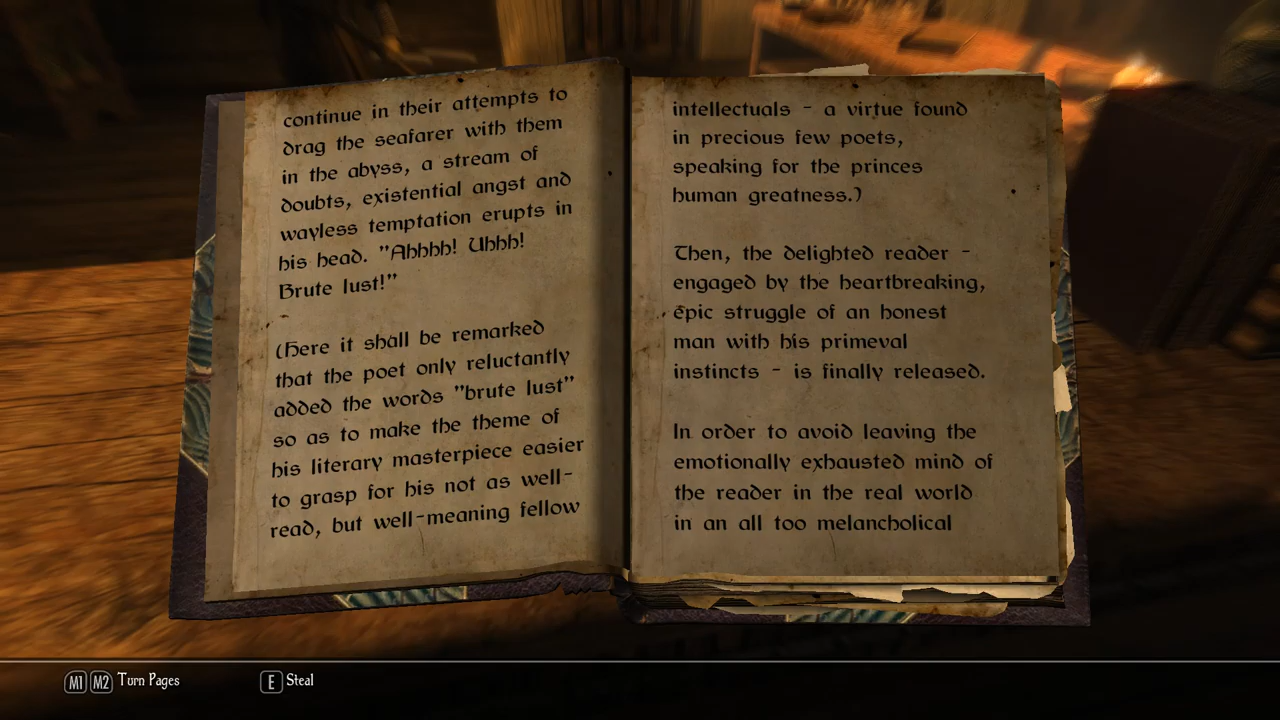 continue in their attempts to
drag the seafarer with them
in the abyss, a stream of
doubts, existential angst and
wayless temptation erupts in
his head. "Ahhhh! Uhhh!
Brute lust!"
(Here it shall be remarked
that the poet only reluctantly
added the words "brute lust"
so as to make the theme of
his literary masterpiece easier
to grasp for his not as well-
read, but well-meaning fellow
intellectuals - a virtue found
in precious few poets,
speaking for the princes
human greatness.)
Then, the delighted reader -
engaged by the heartbreaking,
epic struggle of an honest
man with his primeval
instincts - is finally released.
In order to avoid leaving the
emotionally exhausted mind of
the reader in the real world
in an all too melancholical
M1 M2 Turn Pages
E Steal